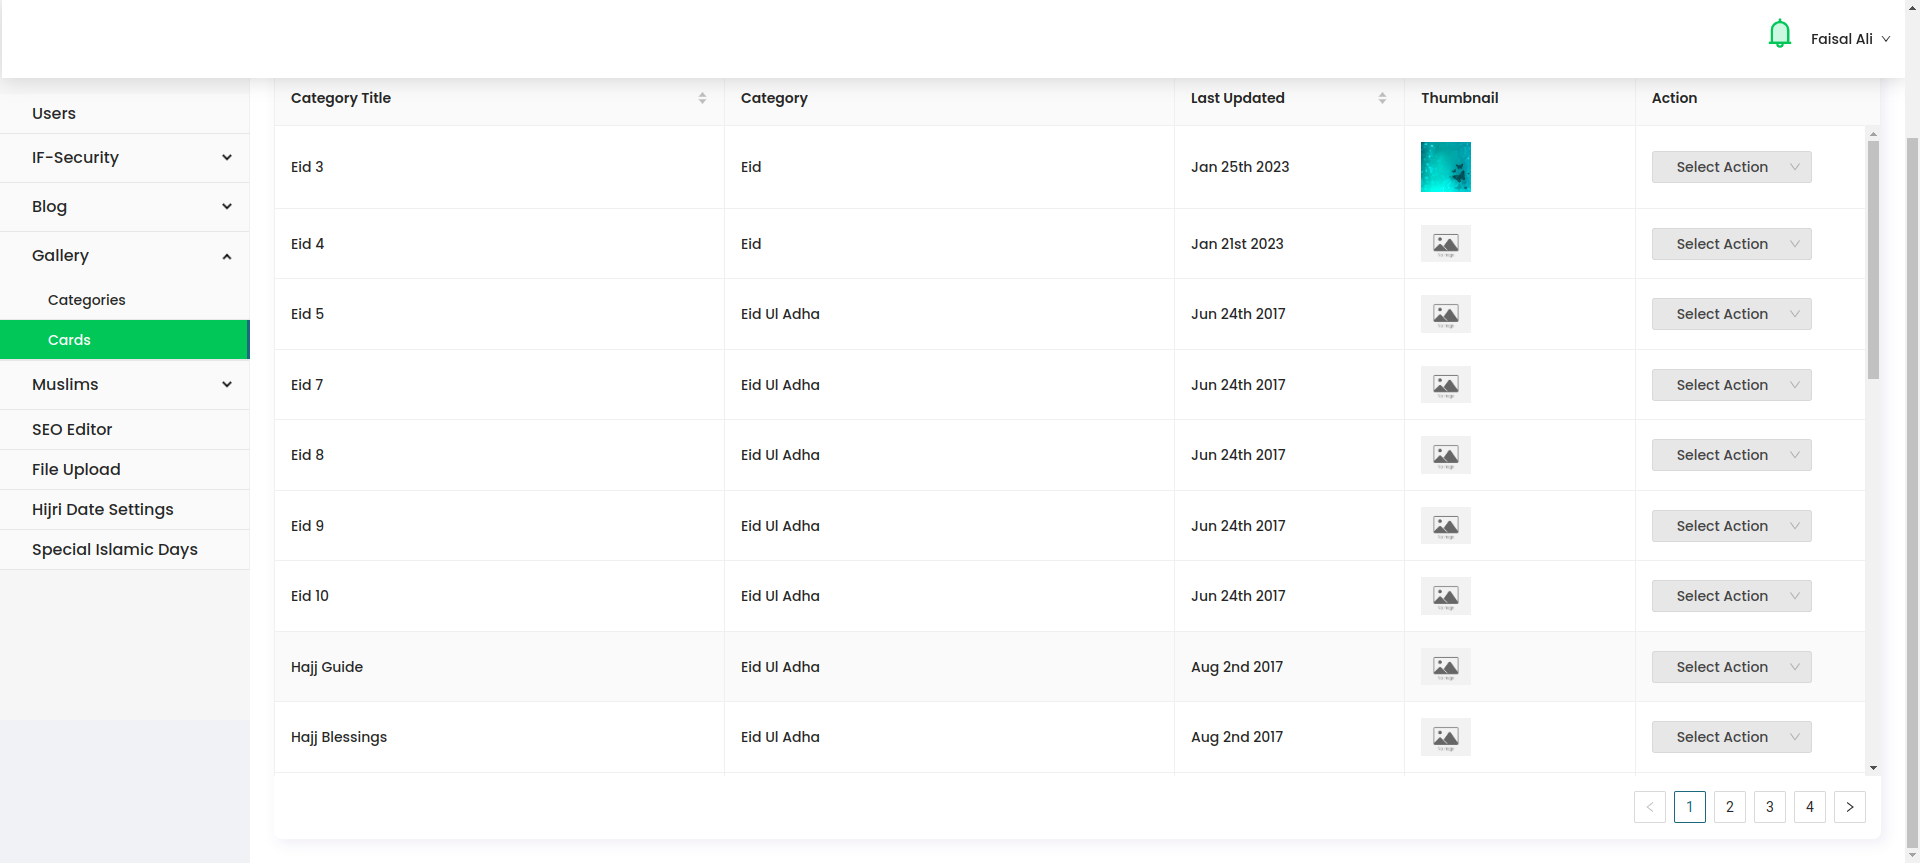 Faisal Ali
Category Title Category Last Updated Thumbnail Action
Users
IF-Security
Blog
Gallery
Categories
Cards
Muslims
SEO Editor
File Upload
Hijri Date Settings
Special Islamic Days
Eid 3 Eid Jan 25th 2023 Select Action
Eid 4 Eid Jan 21st 2023 Select Action
Eid 5 Eid Ul Adha Jun 24th 2017 Select Action
Eid 7 Eid Ul Adha Jun 24th 2017 Select Action
Eid 8 Eid Ul Adha Jun 24th 2017 Select Action
Eid 9 Eid Ul Adha Jun 24th 2017 Select Action
Eid 10 Eid Ul Adha Jun 24th 2017 Select Action
Hajj Guide Eid Ul Adha Aug 2nd 2017 Select Action
Hajj Blessings Eid Ul Adha Aug 2nd 2017 Select Action
< 1 2 3 4 >